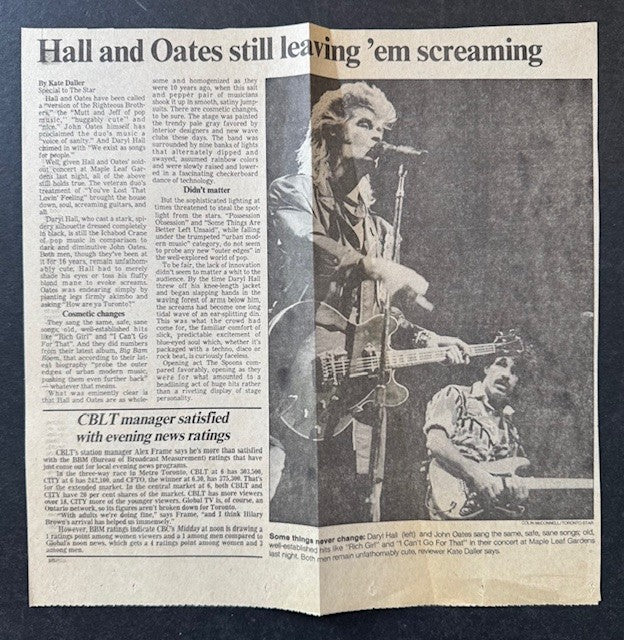 Hall and Oates still leaving 'em screaming
By Kate Daller
Special to The Star
Hall and Oates have been called
a "version of the Righteous Broth-
ers," the "Mutt and Jeff of pop
music," "huggably cute" and
"nice." John Oates himself has
proclaimed the duo's music a
"voice of sanity." And Daryl Hall
chimed in with "We exist as songs
for people."
Well, given Hall and Oates' sold-
out concert at Maple Leaf Gar-
dens last night, all of the above
still holds true. The veteran duo's
treatment of "You've Lost That
Lovin' Feeling" brought the house
down, soul, screaming guitars, and
all.
Daryl Hall, who cast a stark, spi-
dery silhouette dressed completely
in black, is still the Ichabod Crane
of pop music in comparison to
dark and diminutive John Oates.
Both men, though they've been at
it for 16 years, remain unfathom-
ably cute. Hall had to merely
shade his eyes or toss his fluffy
blond mane to evoke screams.
Oates was endearing simply by
planting legs firmly akimbo and
asking "How are ya Toronto?"
Cosmetic changes
They sang the same, safe, sane
songs; old, well-established hits
like "Rich Girl" and "I Can't Go
For That". And they did numbers
from their latest album, Big Bam
Boom, that according to their lat-
est biography "probe the outer
edges of urban modern music,
pushing them even further back"
— whatever that means.
What was eminently clear is
that Hall and Oates are as whole-
some and homogenized as they
were 10 years ago, when this salt
and pepper pair of musicians
shook it up in smooth, satiny jump-
suits. There are cosmetic changes,
to be sure. The stage was painted
the trendy pale gray favored by
interior designers and new wave
clubs these days. The band was
surrounded by nine banks of lights
that alternately dipped and
swayed, assumed rainbow colors
and were slowly raised and lower-
ed in a fascinating checkerboard
dance of technology.
Didn't matter
But the sophisticated lighting at
times threatened to steal the spot-
light from the stars. "Possession
Obsession" and "Some Things Are
Better Left Unsaid", while falling
under the trumpeted "urban mod-
ern music" category, do not seem
to probe any new "outer edges" in
the well-explored world of pop.
To be fair, the lack of innovation
didn't seem to matter a whit to the
audience. By the time Daryl Hall
threw off his knee-length jacket
and began slapping hands in the
waving forest of arms below him,
the screams had become one long
tidal wave of an ear-splitting din.
This was what the crowd had
come for, the familiar comfort of
slick, predictable excitement of
blue-eyed soul which, whether it's
packaged with a techno, disco or
rock beat, is curiously faceless.
Opening act The Spoons com-
pared favorably, opening as they
were for what amounted to a
headlining act of huge hits rather
than a riveting display of stage
personality.
CBLT manager satisfied
with evening news ratings
CBLT's station manager Alex Frame says he's more than satisfied
with the BBM (Bureau of Broadcast Measurement) ratings that have
just come out for local evening news programs.
In the three-way race in Metro Toronto, CBLT at 6 has 303,500,
CITY at 6 has 242,100, and CFTO, the winner at 6.30, has 375,300. That's
for the extended market. In the central market at 6, both CBLT and
CITY have 20 per cent shares of the market. CBLT has more viewers
over 18, CITY more of the younger viewers. Global TV is, of course, an
Ontario network, so its figures aren't broken down for Toronto.
"With adults we're doing fine," says Frame, "and I think Hilary
Brown's arrival has helped us immensely."
However, BBM ratings indicate CBC's Midday at noon is drawing a
1 ratings point among women viewers and a 1 among men compared to
Global's noon news, which gets a 4 ratings point among women and 2
among men.
COLIN McCONNELL/TORONTO STAR
Some things never change: Daryl Hall (left) and John Oates sang the same, safe, sane songs; old,
well-established hits like "Rich Girl" and "I Can't Go For That" in their concert at Maple Leaf Gardens
last night. Both men remain unfathomably cute, reviewer Kate Daller says.